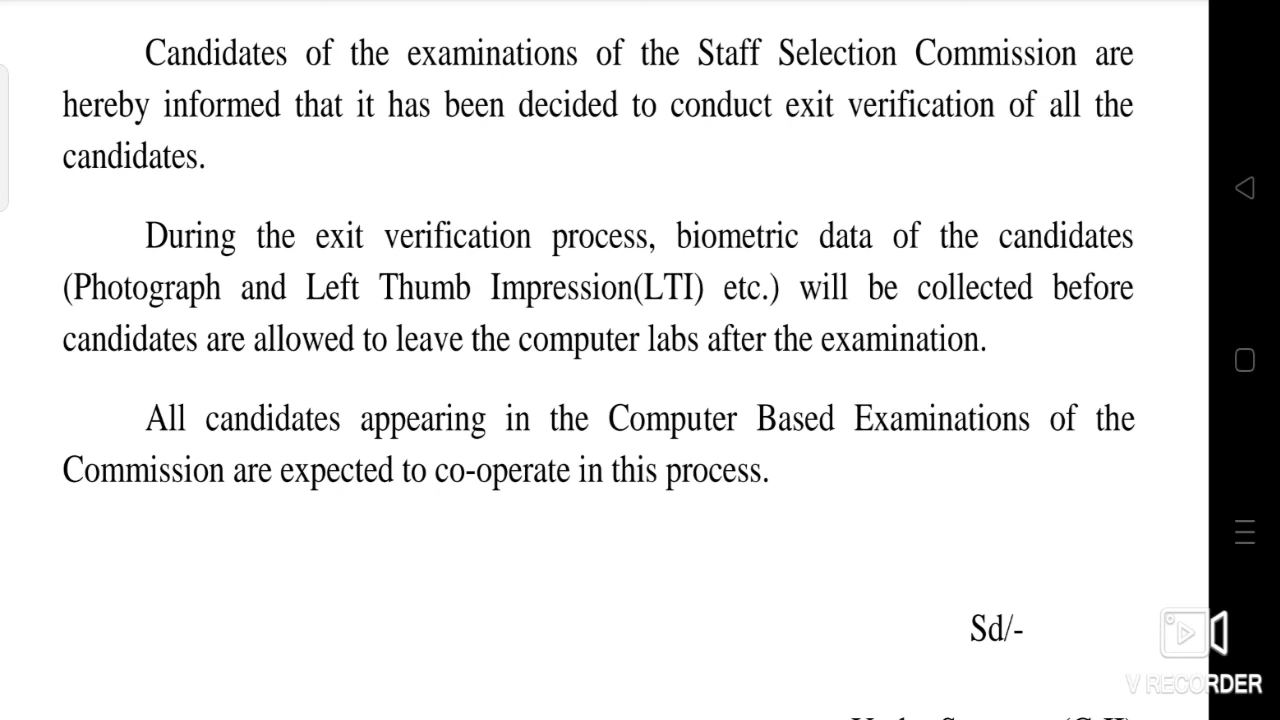 Candidates of the examinations of the Staff Selection Commission are
hereby informed that it has been decided to conduct exit verification of all the
candidates.
During the exit verification process, biometric data of the candidates
(Photograph and Left Thumb Impression(LTI) etc.) will be collected before
candidates are allowed to leave the computer labs after the examination.
All candidates appearing in the Computer Based Examinations of the
Commission are expected to co-operate in this process.
Sd/-
V RECORDER